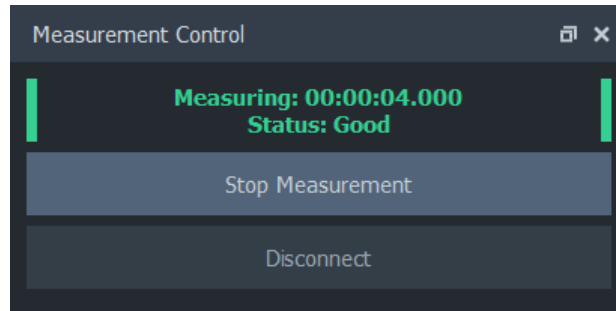 Measurement Control
Measuring: 00:00:04.000
Status: Good
Stop Measurement
Disconnect